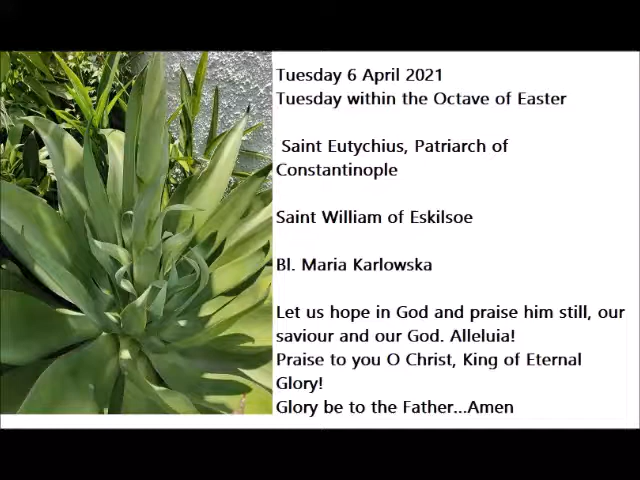 Tuesday 6 April 2021
Tuesday within the Octave of Easter
Saint Eutychius, Patriarch of
Constantinople
Saint William of Eskilsoe
Bl. Maria Karlowska
Let us hope in God and praise him still, our
saviour and our God. Alleluia!
Praise to you O Christ, King of Eternal
Glory!
Glory be to the Father...Amen